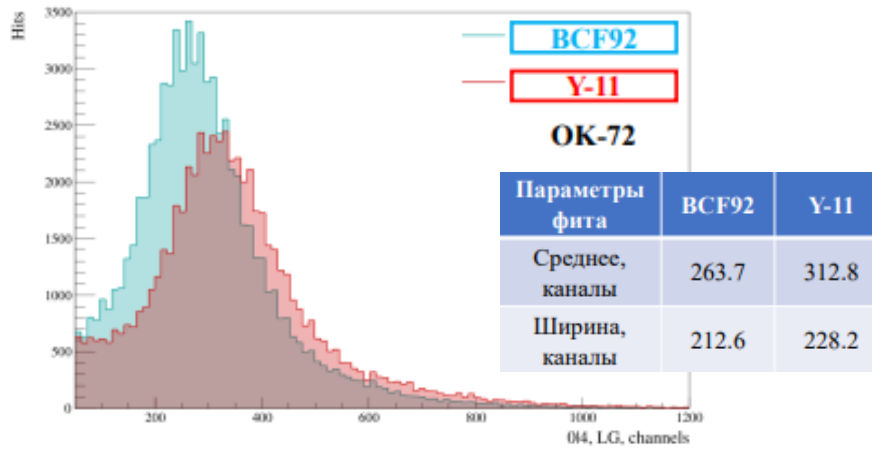 Hits
3500
3000
2500
2000
1500
1000
500
0
200
400
600
800
1000
1200
0l4, LG, channels
BCF92
Y-11
OK-72
Параметры фита
BCF92
Y-11
Среднее, каналы
263.7
312.8
Ширина, каналы
212.6
228.2